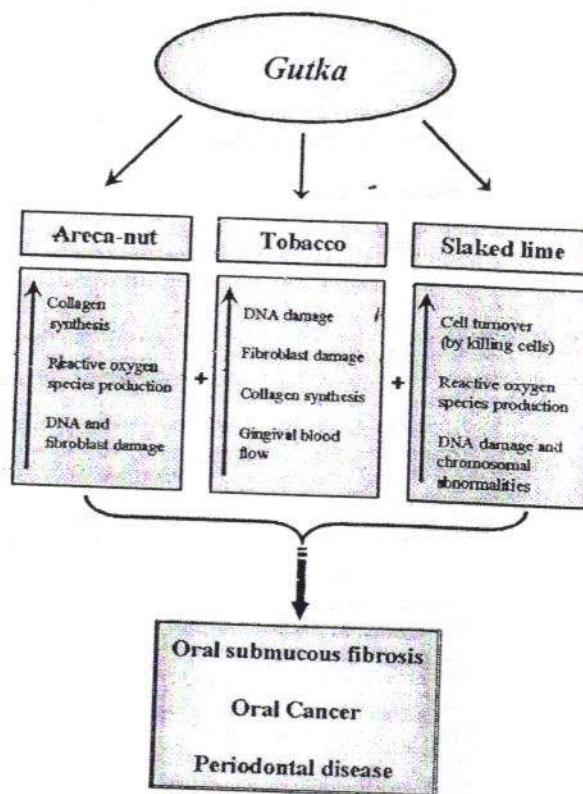 Gutka
Areca-nut
Collagen
synthesis
Reactive oxygen
species production
DNA and
fibroblast damage
+
Tobacco
DNA damage
Fibroblast damage
Collagen synthesis
Gingival blood
flow
+
Slaked lime
Cell turnover
(by killing cells)
Reactive oxygen
species production
DNA damage and
chromosomal
abnormalities
Oral submucous fibrosis
Oral Cancer
Periodontal disease